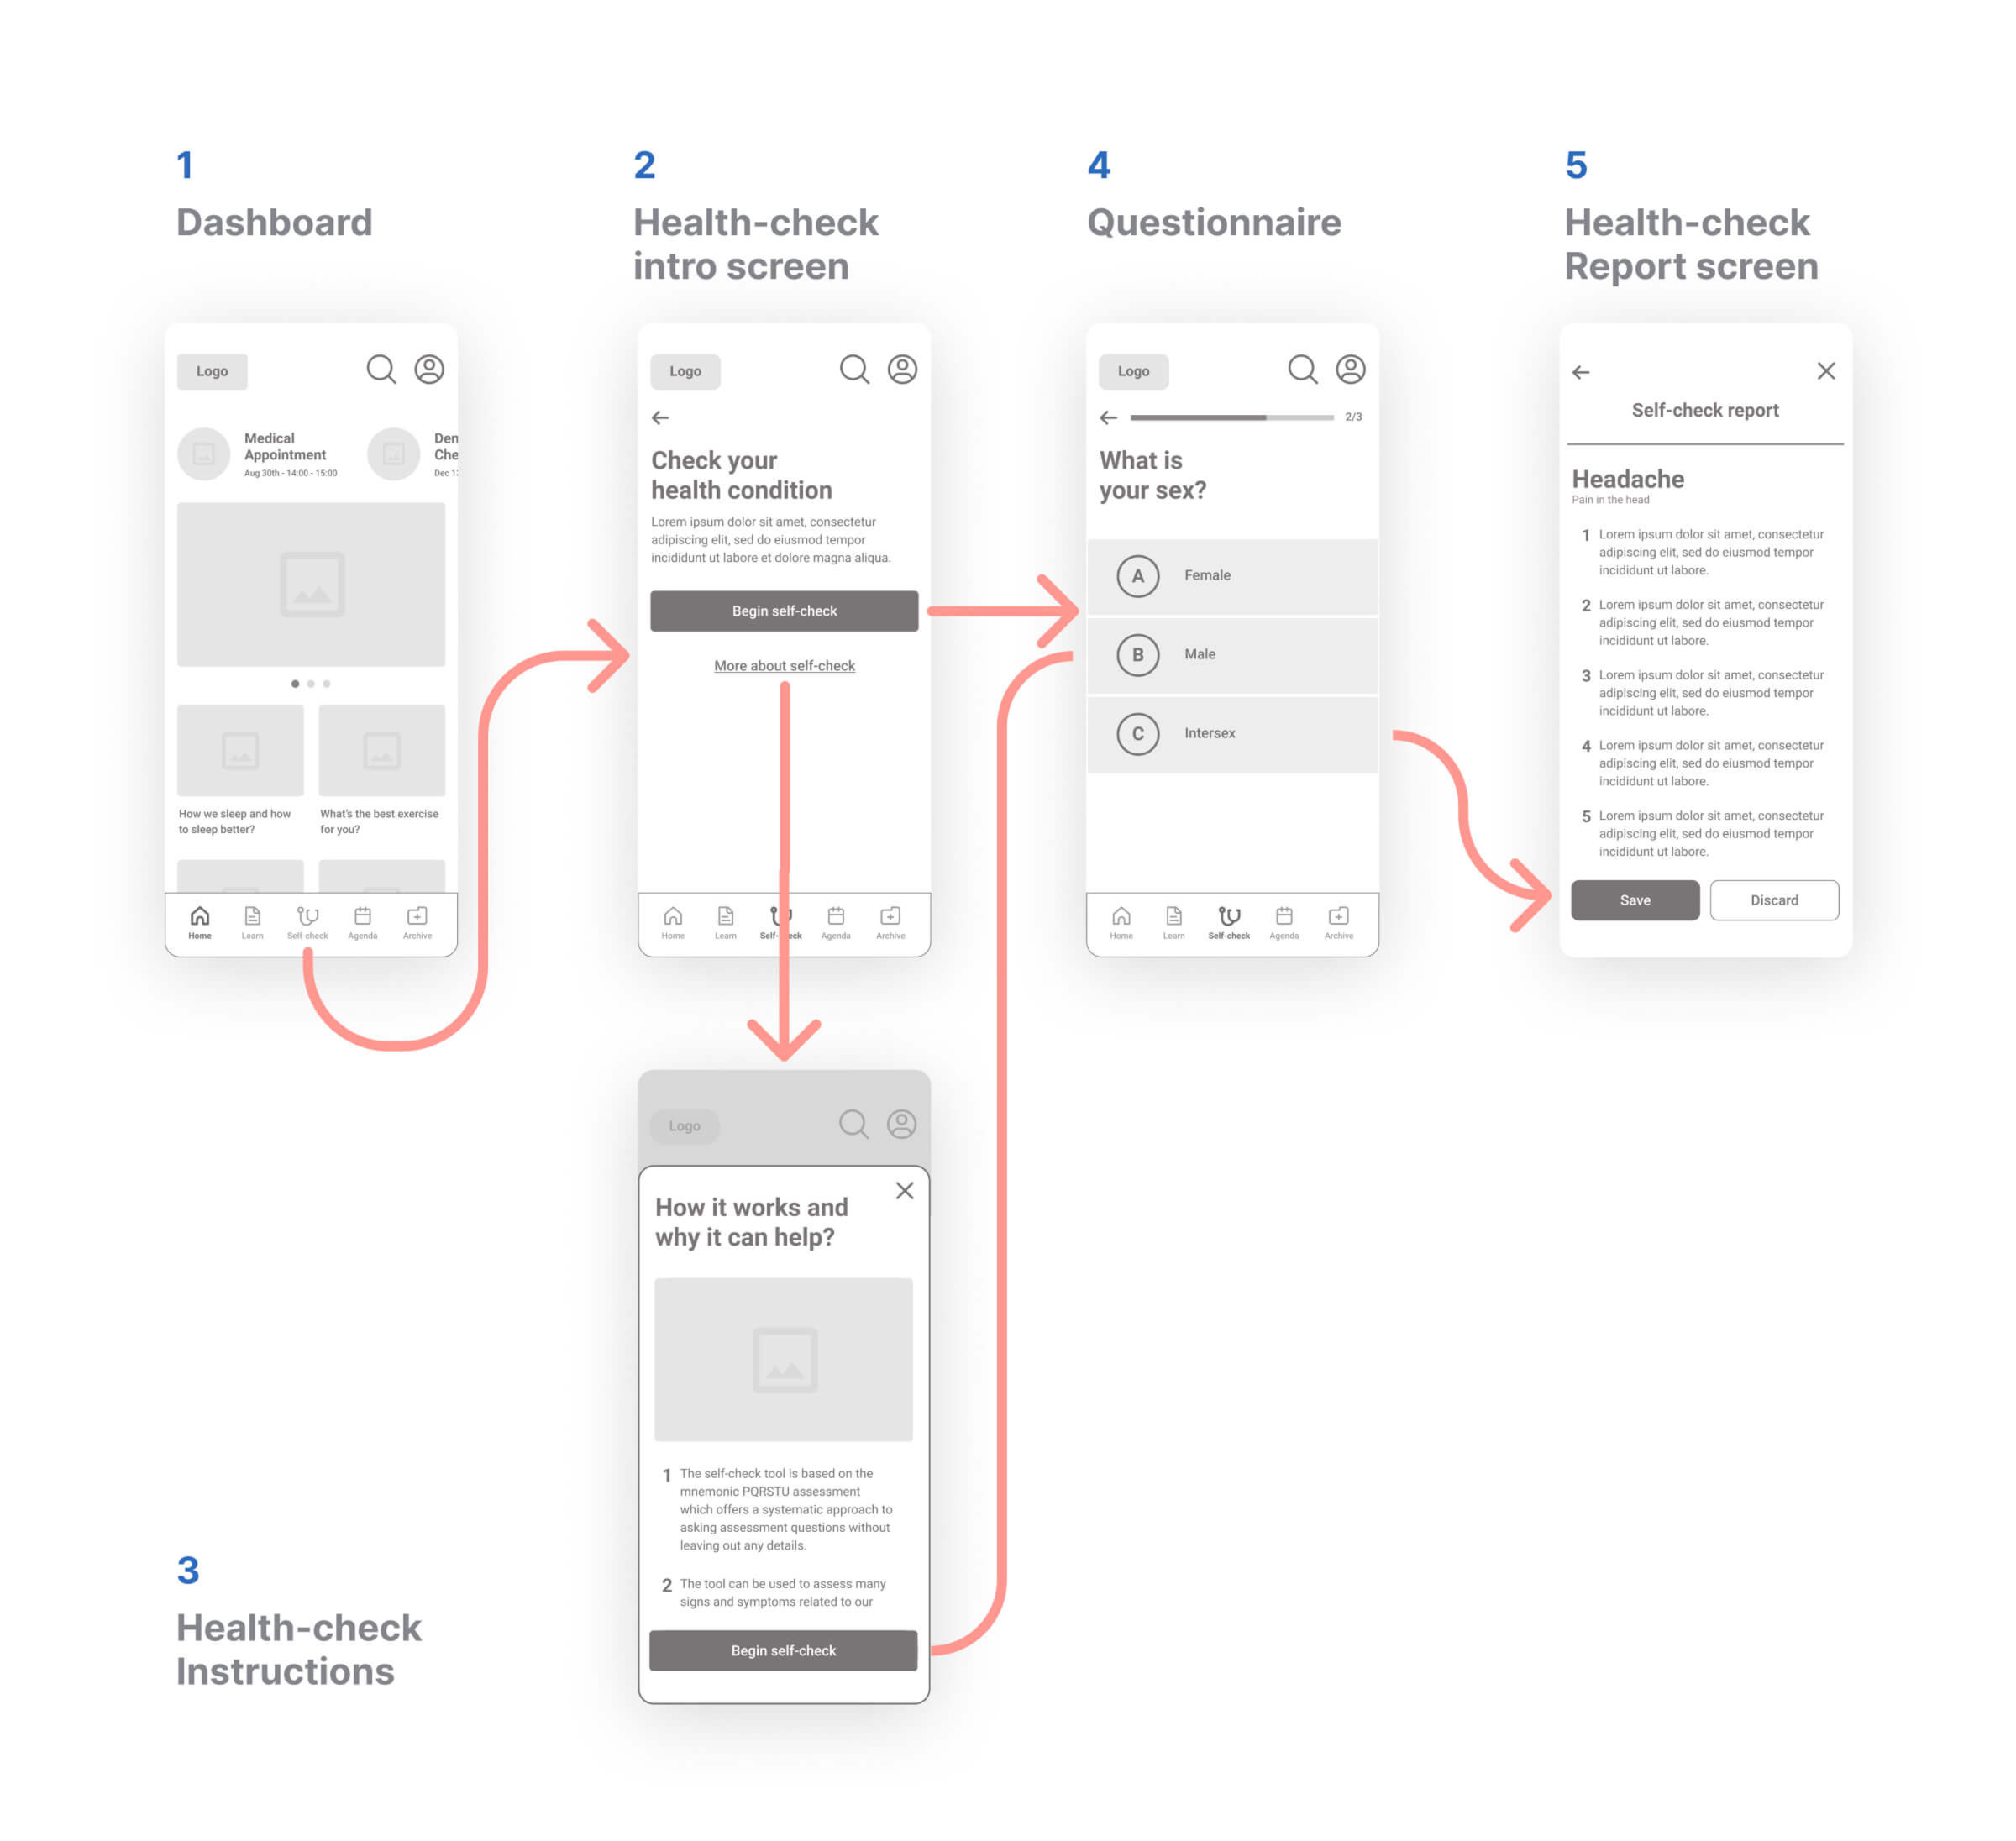 1
Dashboard
Logo
Medical
Appointment
Aug 30th - 14:00 - 15:00
Den
Che
Dec 1
How we sleep and how
to sleep better?
What's the best exercise
for you?
Home
Learn
Self-check
Agenda
Archive
2
Health-check
intro screen
Logo
Check your
health condition
Lorem ipsum dolor sit amet, consectetur
adipiscing elit, sed do eiusmod tempor
incididunt ut labore et dolore magna aliqua.
Begin self-check
More about self-check
Home
Learn
Self-check
Agenda
Archive
3
Health-check
Instructions
Logo
How it works and
why it can help?
1 The self-check tool is based on the
mnemonic PQRSTU assessment
which offers a systematic approach to
asking assessment questions without
leaving out any details.
2 The tool can be used to assess many
signs and symptoms related to our
Begin self-check
4
Questionnaire
Logo
2/3
What is
your sex?
A Female
B Male
C Intersex
Home
Learn
Self-check
Agenda
Archive
5
Health-check
Report screen
Self-check report
Headache
Pain in the head
1 Lorem ipsum dolor sit amet, consectetur
adipiscing elit, sed do eiusmod tempor
incididunt ut labore.
2 Lorem ipsum dolor sit amet, consectetur
adipiscing elit, sed do eiusmod tempor
incididunt ut labore.
3 Lorem ipsum dolor sit amet, consectetur
adipiscing elit, sed do eiusmod tempor
incididunt ut labore.
4 Lorem ipsum dolor sit amet, consectetur
adipiscing elit, sed do eiusmod tempor
incididunt ut labore.
5 Lorem ipsum dolor sit amet, consectetur
adipiscing elit, sed do eiusmod tempor
incididunt ut labore.
Save
Discard